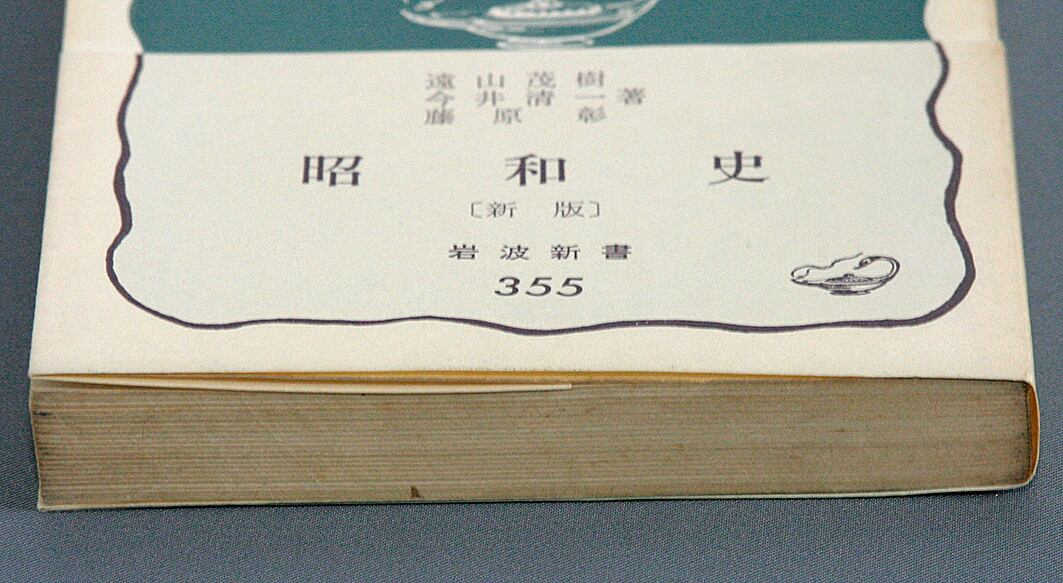 遠山茂樹
今井清一著
藤原彰
昭和史
〔新版〕
岩波新書
355